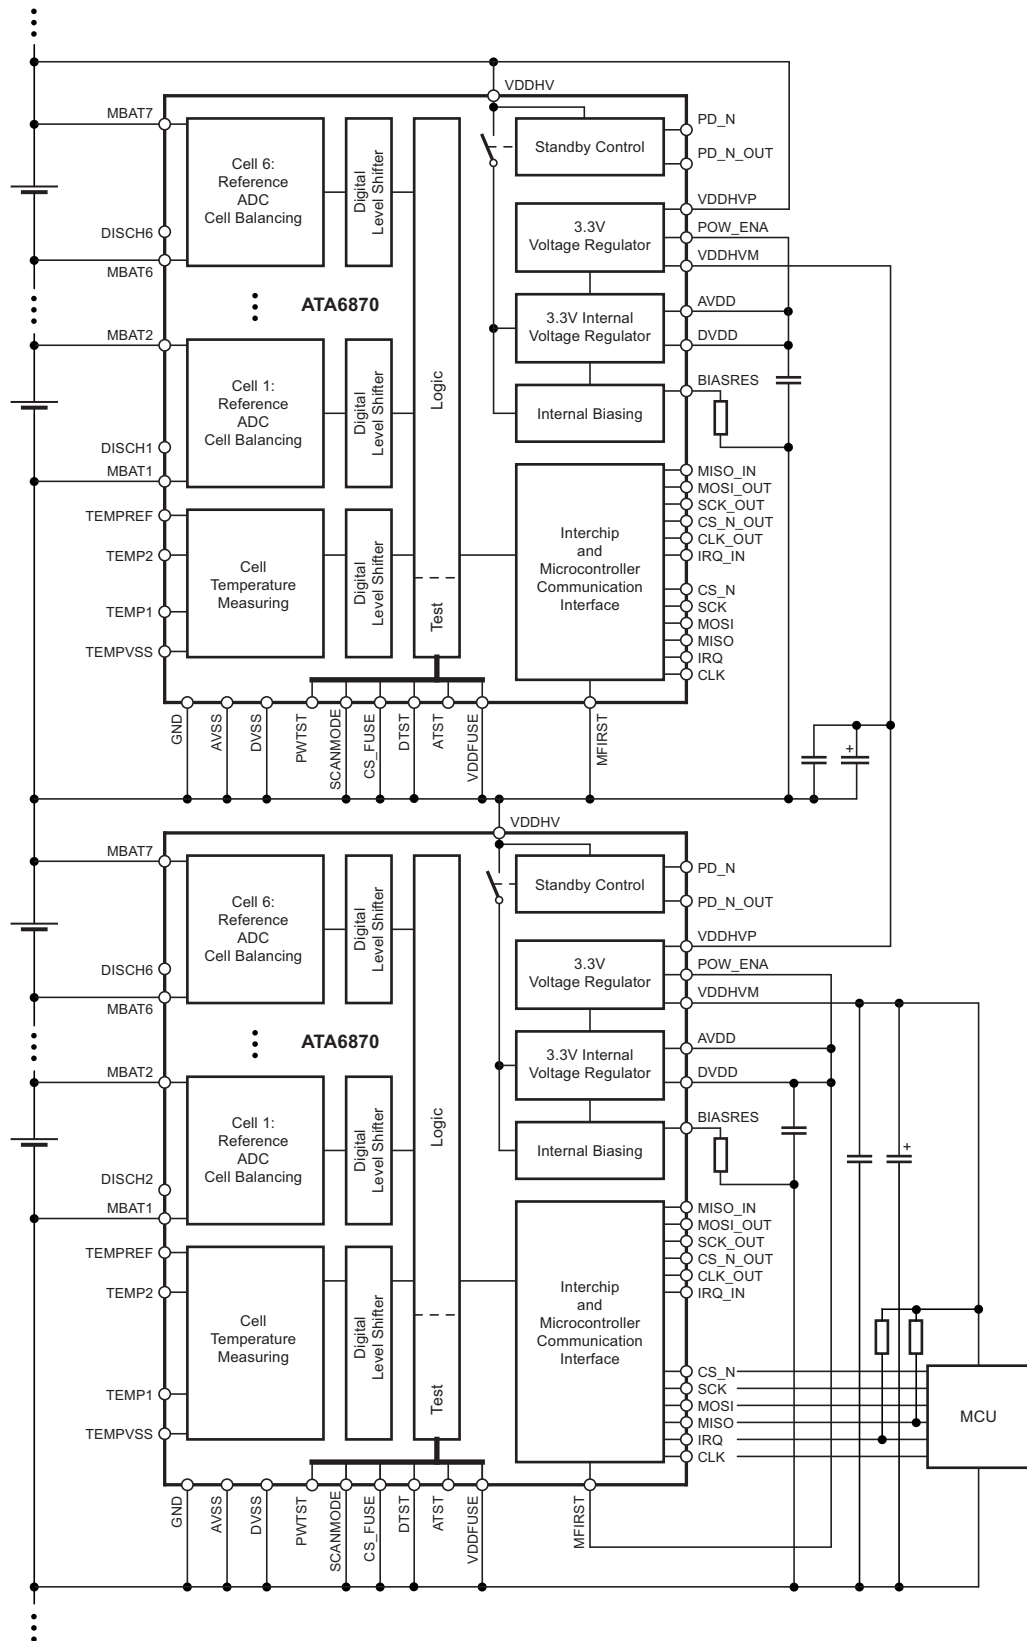 VDDHV
MBAT7
PD_N
Cell 6:
Reference
ADC
Cell Balancing
Digital
Level Shifter
Standby Control
PD_N_OUT
VDDHVP
3.3V
Voltage Regulator
POW_ENA
DISCH6
VDDHVM
MBAT6
ATA6870
AVDD
3.3V Internal
Voltage Regulator
MBAT2
DVDD
Cell 1:
Reference
ADC
Cell Balancing
Digital
Level Shifter
Logic
BIASRES
Internal Biasing
DISCH1
MBAT1
MISO_IN
MOSI_OUT
SCK_OUT
CS_N_OUT
CLK_OUT
IRQ_IN
TEMPREF
TEMP2
Cell
Temperature
Measuring
Digital
Level Shifter
Test
Interchip
and
Microcontroller
Communication
Interface
CS_N
SCK
MOSI
MISO
IRQ
CLK
TEMP1
TEMPVSS
GND
AVSS
DVSS
PWTST
SCANMODE
CS_FUSE
DTST
ATST
VDDFUSE
MFIRST
+
VDDHV
MBAT7
PD_N
Cell 6:
Reference
ADC
Cell Balancing
Digital
Level Shifter
Standby Control
PD_N_OUT
VDDHVP
3.3V
Voltage Regulator
POW_ENA
DISCH6
VDDHVM
MBAT6
ATA6870
AVDD
3.3V Internal
Voltage Regulator
MBAT2
DVDD
Cell 1:
Reference
ADC
Cell Balancing
Digital
Level Shifter
Logic
BIASRES
Internal Biasing
+
DISCH2
MBAT1
MISO_IN
MOSI_OUT
SCK_OUT
CS_N_OUT
CLK_OUT
IRQ_IN
TEMPREF
TEMP2
Cell
Temperature
Measuring
Digital
Level Shifter
Test
Interchip
and
Microcontroller
Communication
Interface
CS_N
SCK
MOSI
MISO
IRQ
CLK
MCU
TEMP1
TEMPVSS
GND
AVSS
DVSS
PWTST
SCANMODE
CS_FUSE
DTST
ATST
VDDFUSE
MFIRST